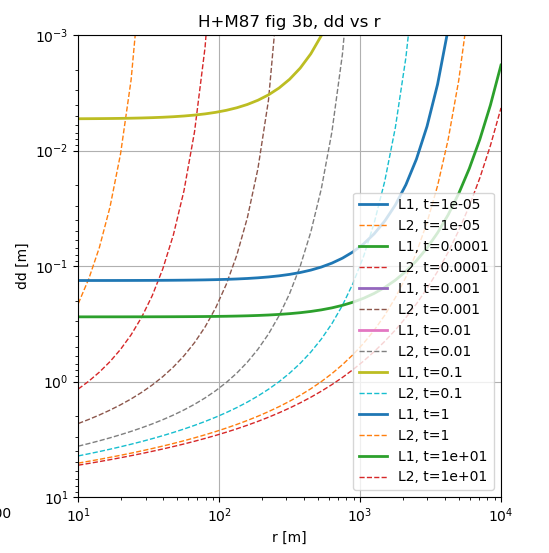 H+M87 fig 3b, dd vs r
10⁻³
10⁻²
10⁻¹
10⁰
10¹
dd [m]
L1, t=1e-05
L2, t=1e-05
L1, t=0.0001
L2, t=0.0001
L1, t=0.001
L2, t=0.001
L1, t=0.01
L2, t=0.01
L1, t=0.1
L2, t=0.1
L1, t=1
L2, t=1
L1, t=1e+01
L2, t=1e+01
00
10¹ 10² 10³ 10⁴
r [m]